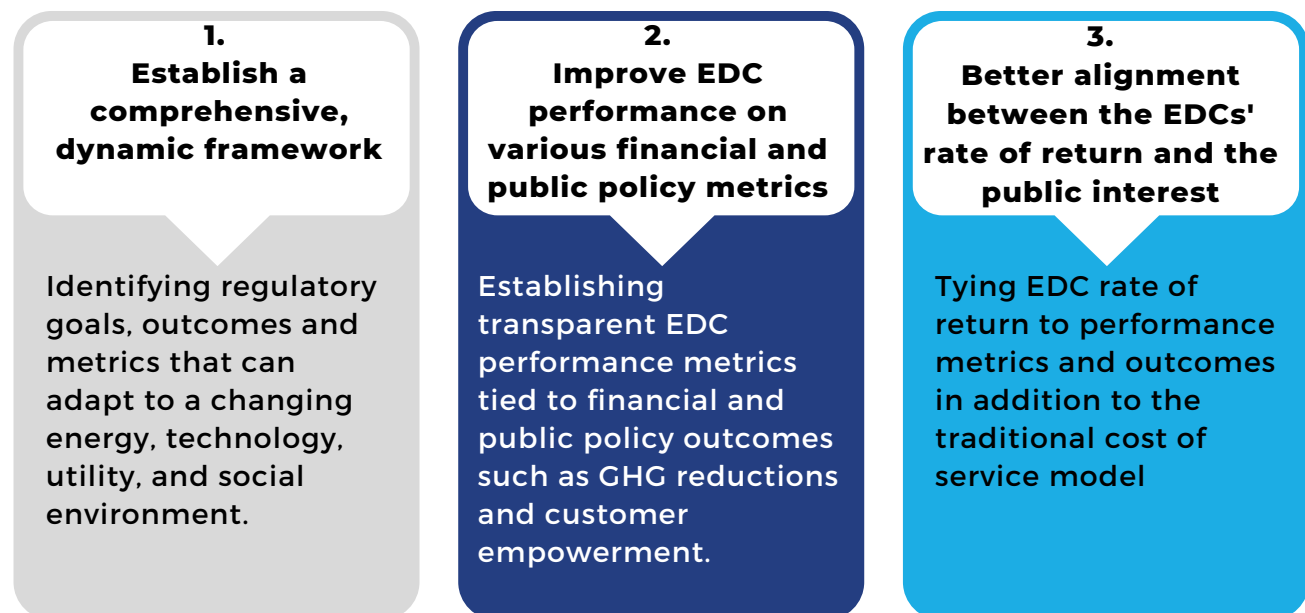 1.
Establish a
comprehensive,
dynamic framework
Identifying regulatory
goals, outcomes and
metrics that can
adapt to a changing
energy, technology,
utility, and social
environment.
2.
Improve EDC
performance on
various financial and
public policy metrics
Establishing
transparent EDC
performance metrics
tied to financial and
public policy outcomes
such as GHG reductions
and customer
empowerment.
3.
Better alignment
between the EDCs'
rate of return and the
public interest
Tying EDC rate of
return to performance
metrics and outcomes
in addition to the
traditional cost of
service model